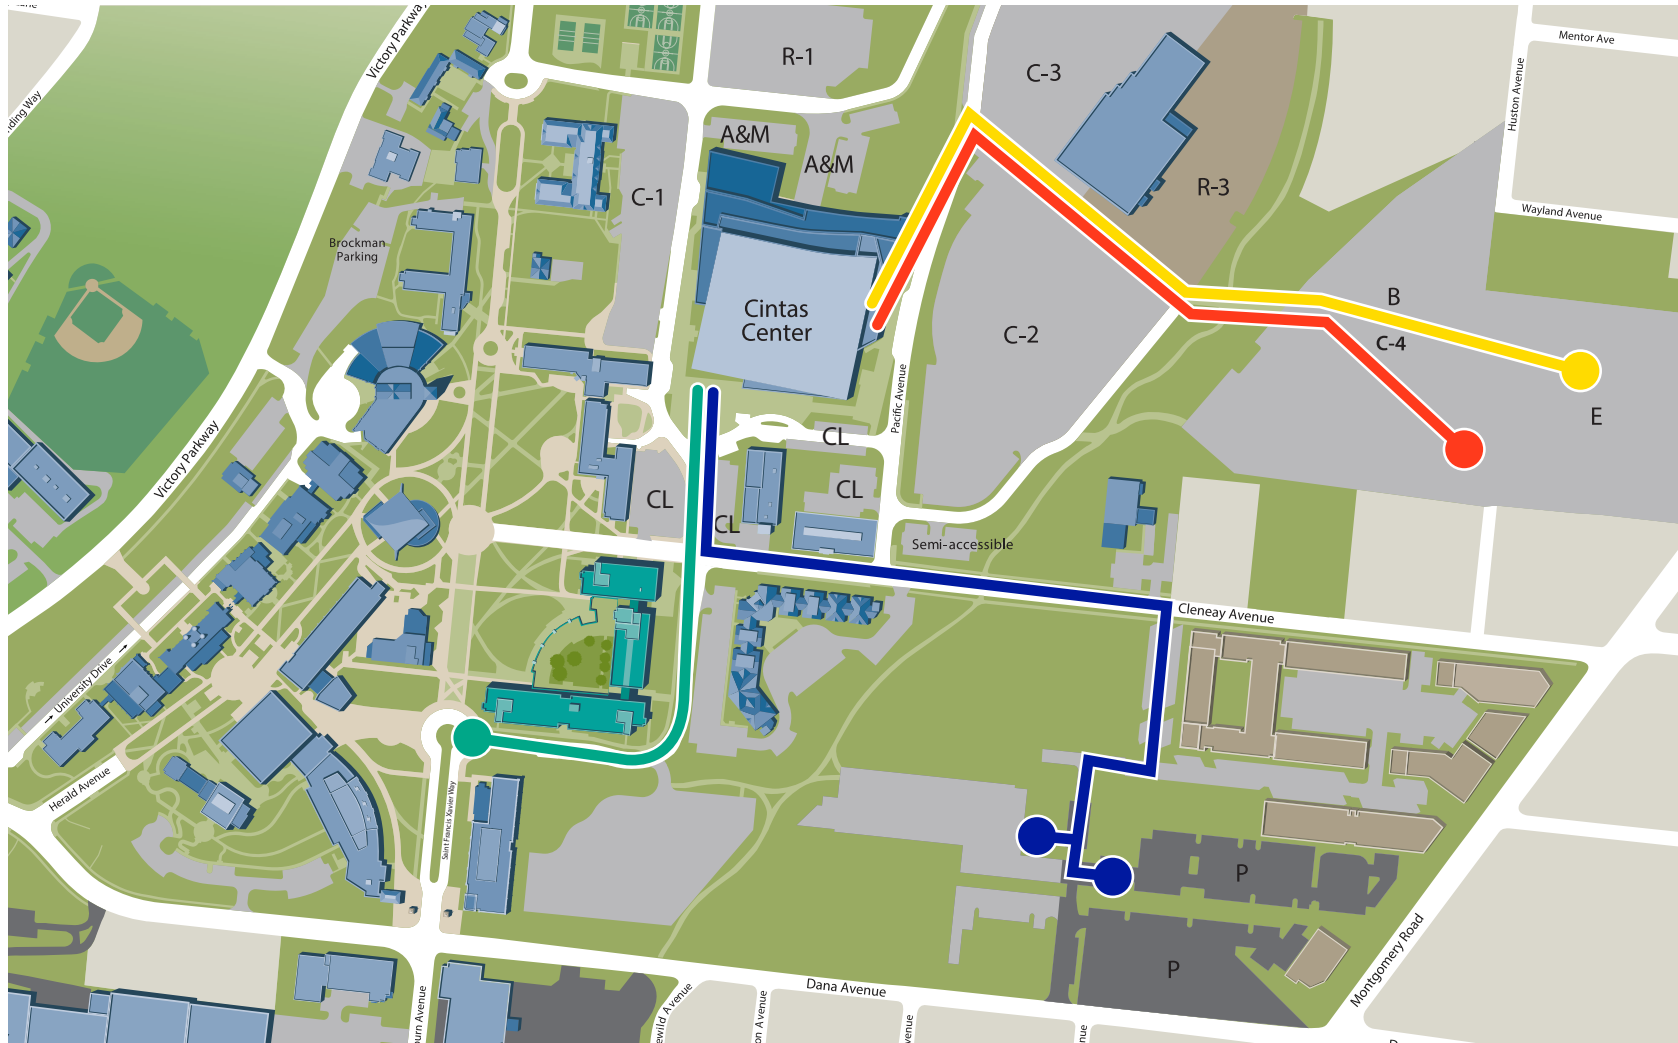 Victory Parkway
R-1
C-3
Mentor Ave
Huston Avenue
A&M
A&M
C-1
R-3
Wayland Avenue
Brockman
Parking
Cintas
Center
C-2
B
C-4
E
Pacific Avenue
Victory Parkway
CL
CL
CL
CL
Semi-accessible
Cleneay Avenue
→ University Drive →
Herald Avenue
Saint Francis Xavier Way
P
P
Montgomery Road
Dana Avenue